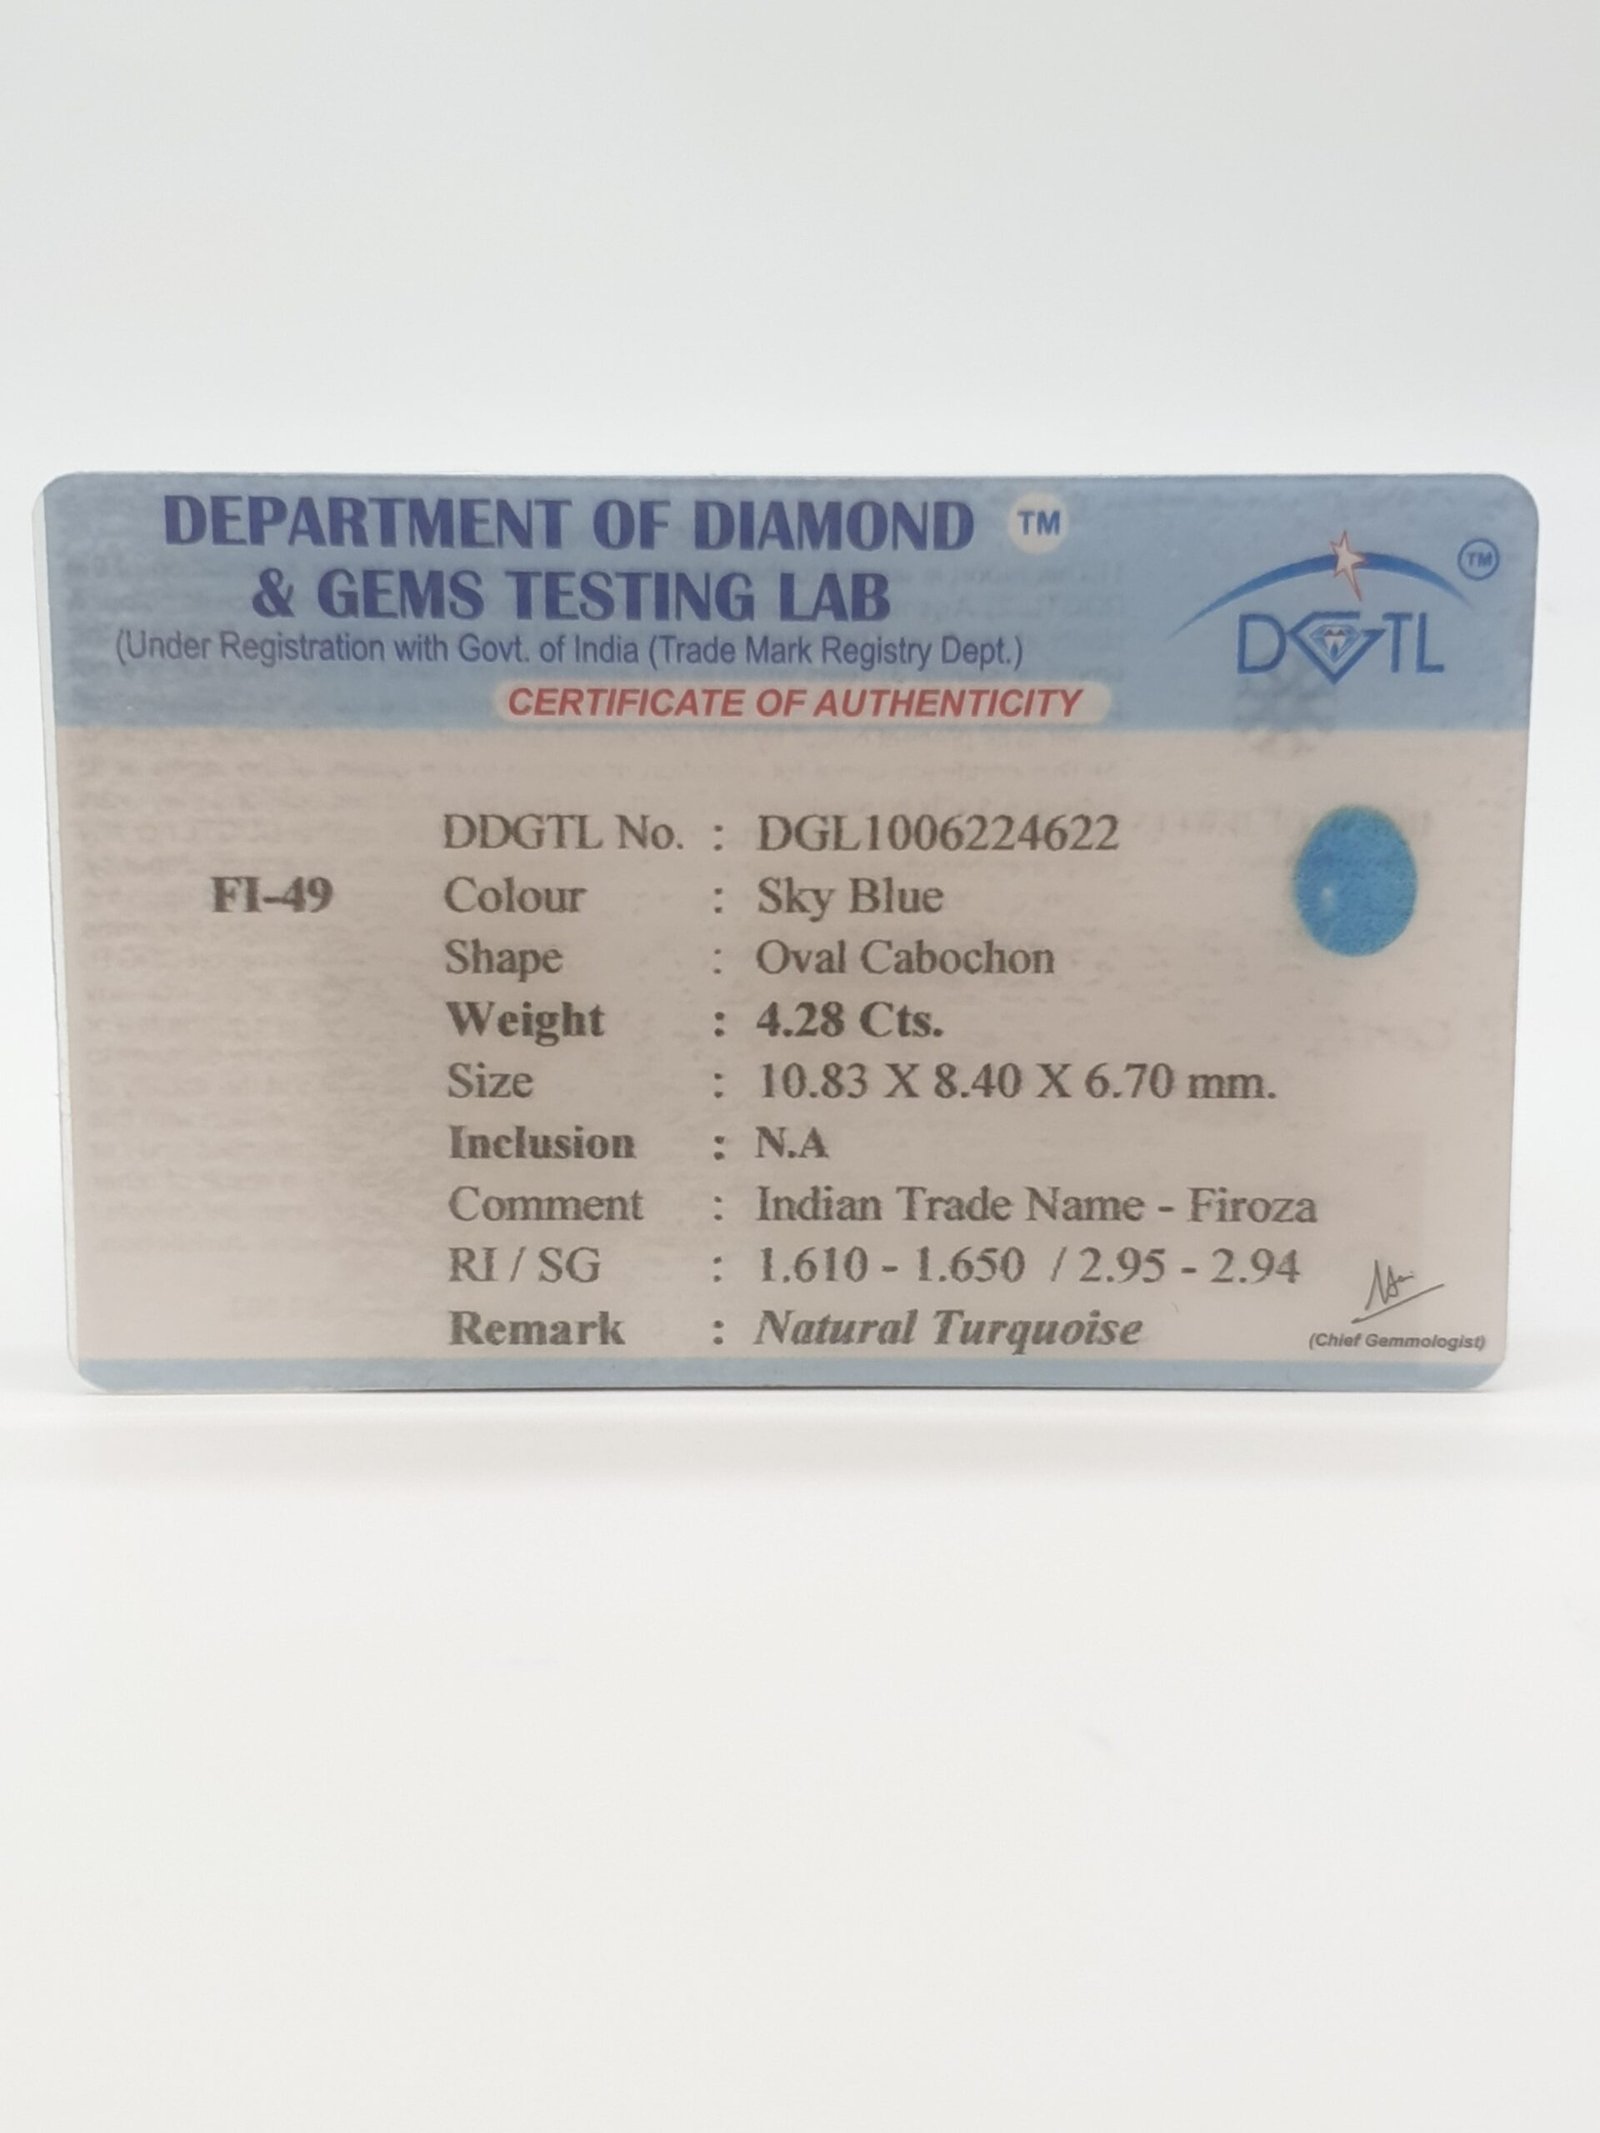 DEPARTMENT OF DIAMOND TM
& GEMS TESTING LAB
(Under Registration with Govt. of India (Trade Mark Registry Dept.)
CERTIFICATE OF AUTHENTICITY
TM
DGTL
FI-49
DDGTL No. : DGL1006224622
Colour : Sky Blue
Shape : Oval Cabochon
Weight : 4.28 Cts.
Size : 10.83 X 8.40 X 6.70 mm.
Inclusion : N.A
Comment : Indian Trade Name - Firoza
RI / SG : 1.610 - 1.650 / 2.95 - 2.94
Remark : Natural Turquoise
(Chief Gemmologist)